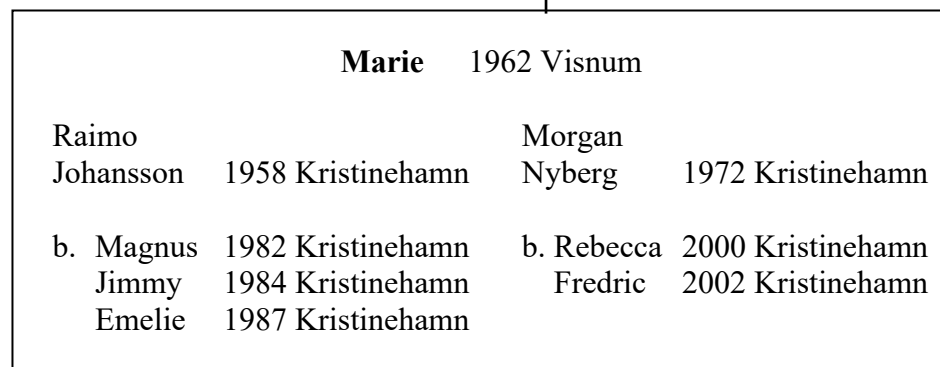 Marie 1962 Visnum
Raimo
Johansson 1958 Kristinehamn
b. Magnus 1982 Kristinehamn
Jimmy 1984 Kristinehamn
Emelie 1987 Kristinehamn
Morgan
Nyberg 1972 Kristinehamn
b. Rebecca 2000 Kristinehamn
Fredric 2002 Kristinehamn